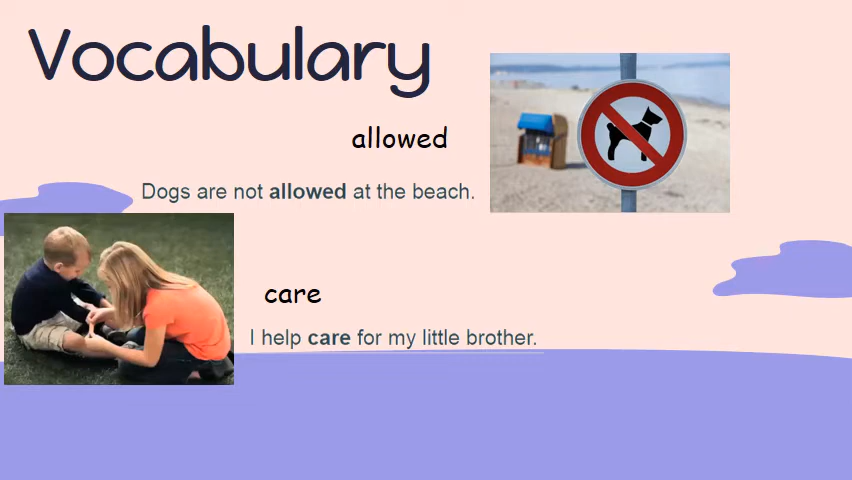 Vocabulary
allowed
Dogs are not allowed at the beach.
care
I help care for my little brother.